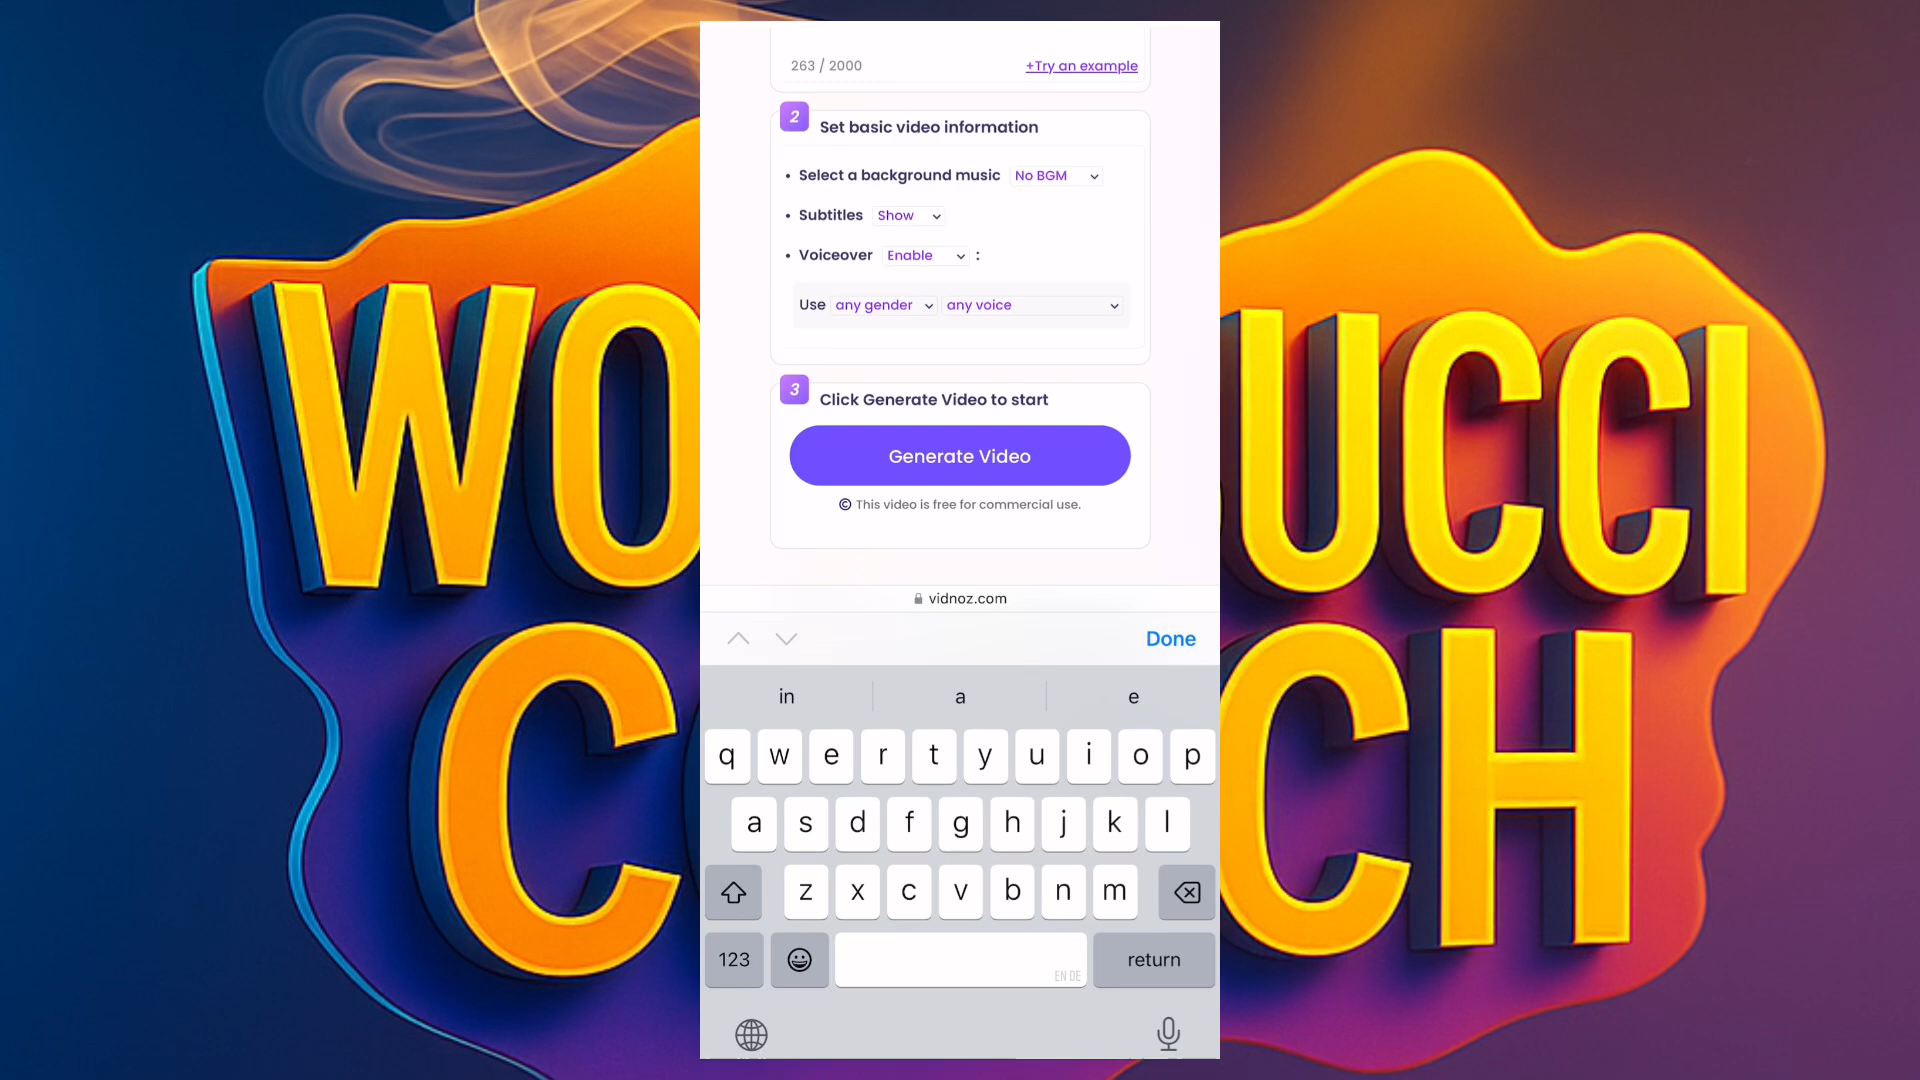 263 / 2000
+Try an example
2
Set basic video information
• Select a background music No BGM
• Subtitles Show
• Voiceover Enable :
Use any gender any voice
3
Click Generate Video to start
Generate Video
© This video is free for commercial use.
vidnoz.com
Done
in a e
q w e r t y u i o p
a s d f g h j k l
z x c v b n m
123
EN DE
return
WO
UCCI
C
CH